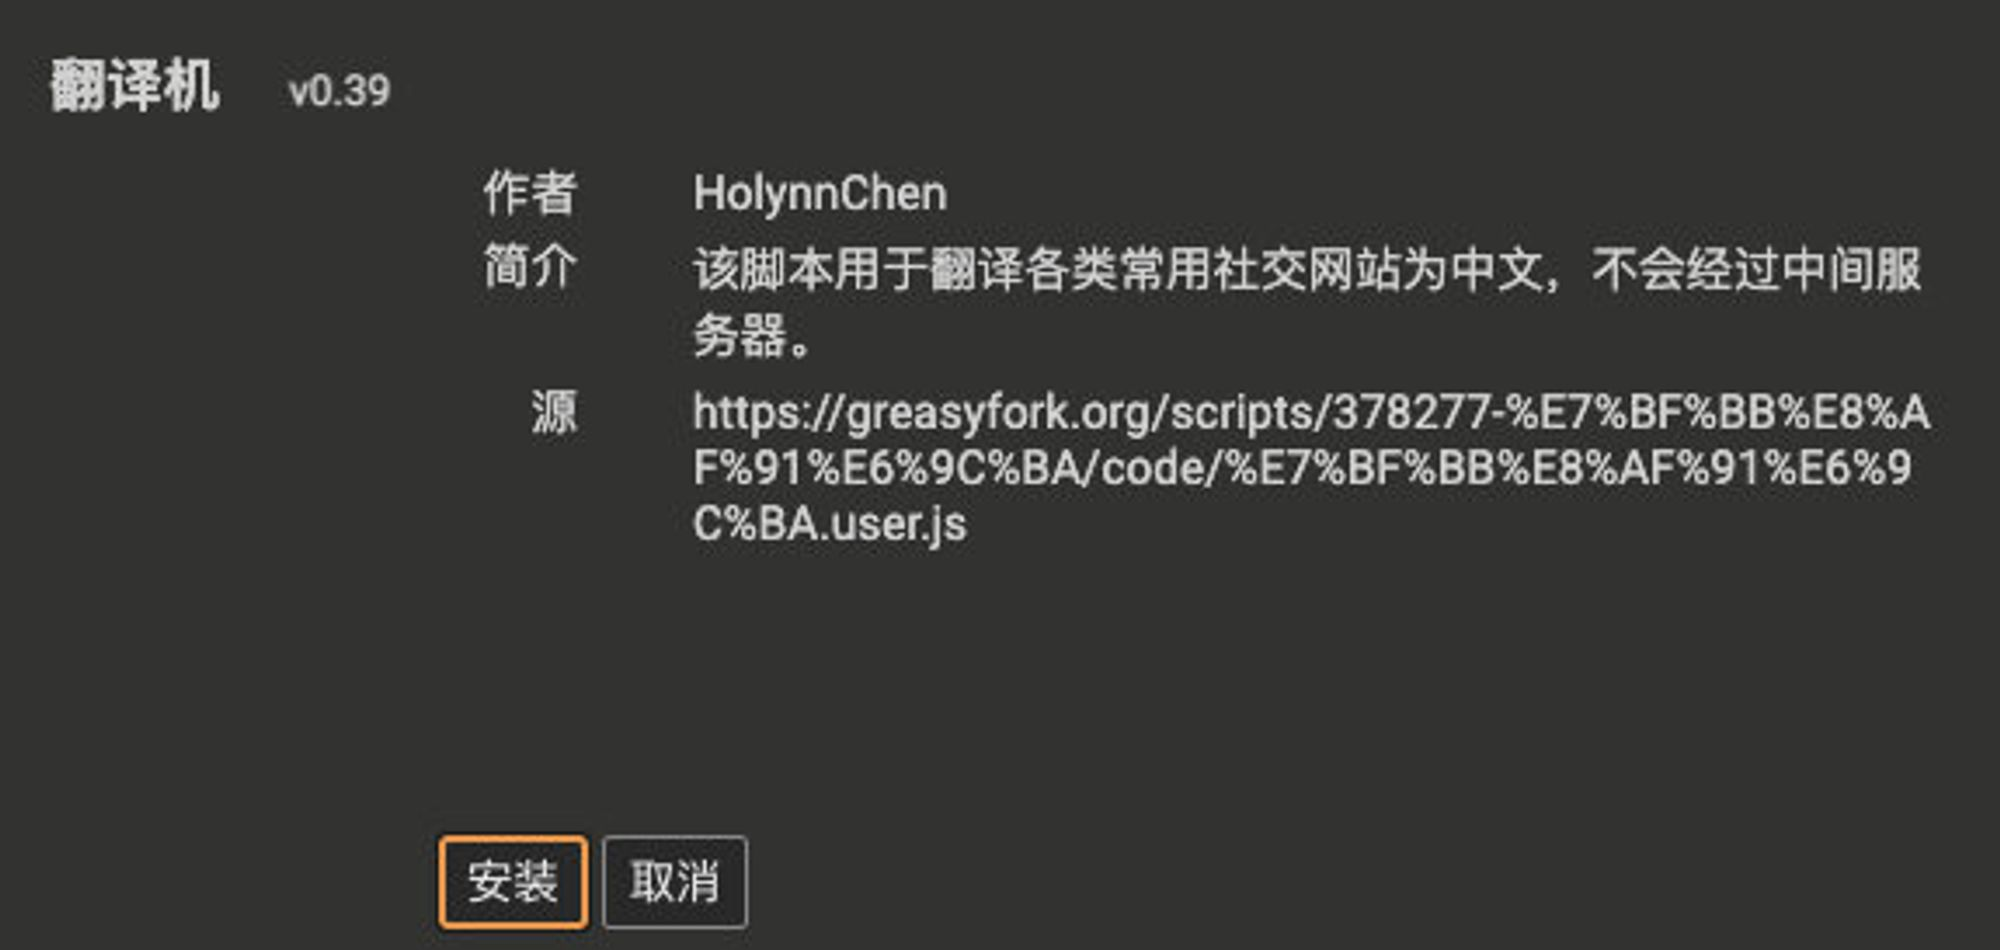 翻译机 v0.39
作者 HolynnChen
简介 该脚本用于翻译各类常用社交网站为中文，不会经过中间服
务器。
源 https://greasyfork.org/scripts/378277-%E7%BF%BB%E8%A
F%91%E6%9C%BA/code/%E7%BF%BB%E8%AF%91%E6%9
C%BA.user.js
安装 取消